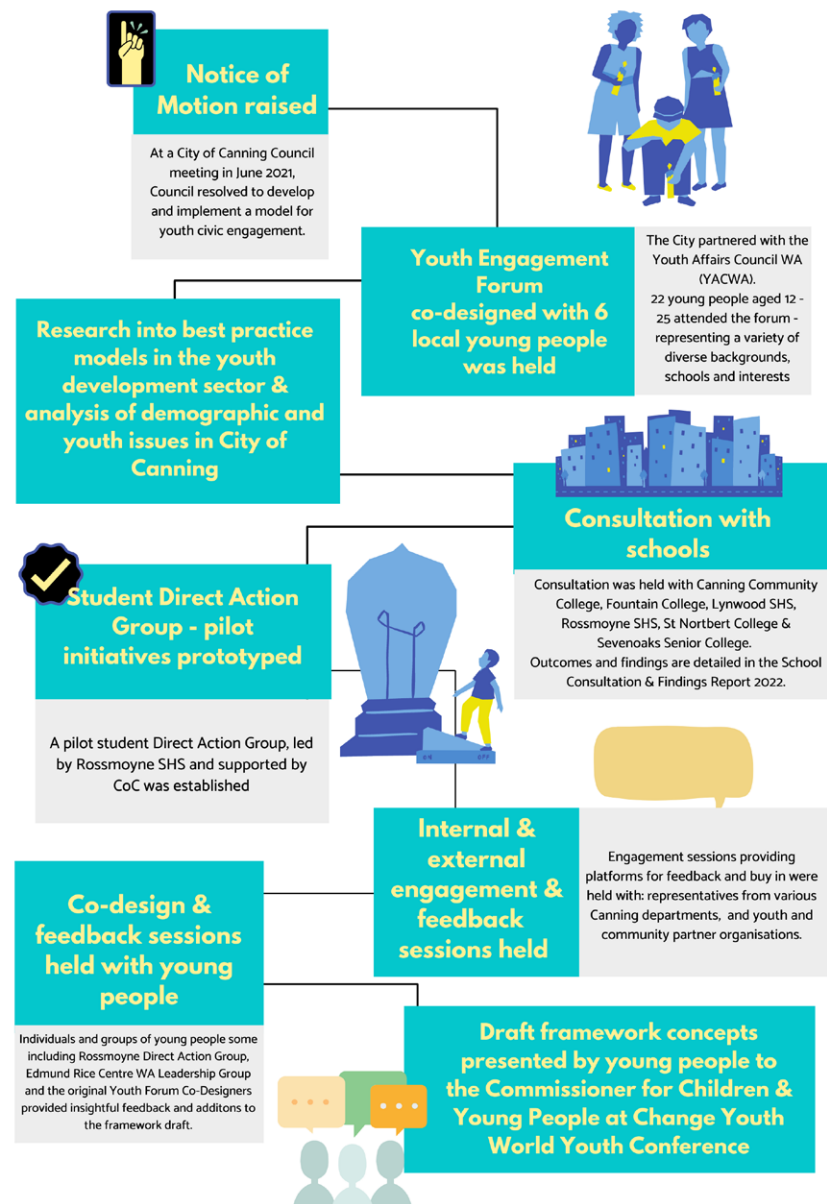 Notice of
Motion raised
At a City of Canning Council
meeting in June 2021,
Council resolved to develop
and implement a model for
youth civic engagement.
Youth Engagement
Forum
co-designed with 6
local young people
was held
The City partnered with the
Youth Affairs Council WA
(YACWA).
22 young people aged 12 -
25 attended the forum -
representing a variety of
diverse backgrounds,
schools and interests
Research into best practice
models in the youth
development sector &
analysis of demographic and
youth issues in City of
Canning
Consultation with
schools
Consultation was held with Canning Community
College, Fountain College, Lynwood SHS,
Rossmoyne SHS, St Norbert College &
Sevenoaks Senior College.
Outcomes and findings are detailed in the School
Consultation & Findings Report 2022.
Student Direct Action
Group - pilot
initiatives prototyped
A pilot student Direct Action Group, led
by Rossmoyne SHS and supported by
CoC was established
ON OFF
Internal &
external
engagement &
feedback
sessions held
Engagement sessions providing
platforms for feedback and buy in were
held with: representatives from various
Canning departments, and youth and
community partner organisations.
Co-design &
feedback sessions
held with young
people
Individuals and groups of young people some
including Rossmoyne Direct Action Group,
Edmund Rice Centre WA Leadership Group
and the original Youth Forum Co-Designers
provided insightful feedback and additons to
the framework draft.
Draft framework concepts
presented by young people to
the Commissioner for Children &
Young People at Change Youth
World Youth Conference